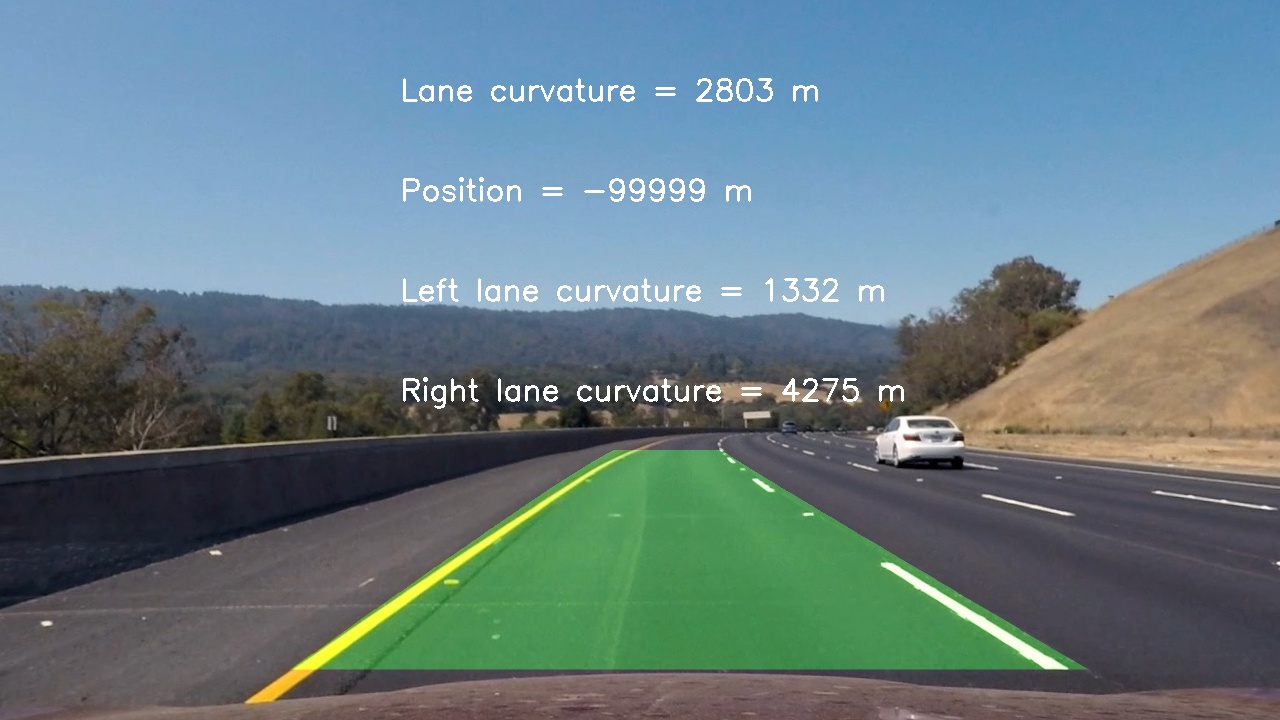 Lane curvature = 2803 m
Position = -99999 m
Left lane curvature = 1332 m
Right lane curvature = 4275 m